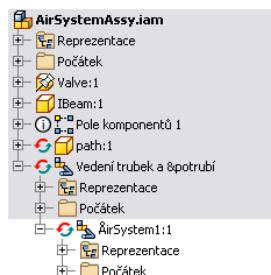 AirSystemAssy.iam
Reprezentace
Počátek
Valve:1
IBeam:1
Pole komponentů 1
path:1
Vedení trubek a &potrubí
Reprezentace
Počátek
ÅirSystem1:1
Reprezentace
Počátek